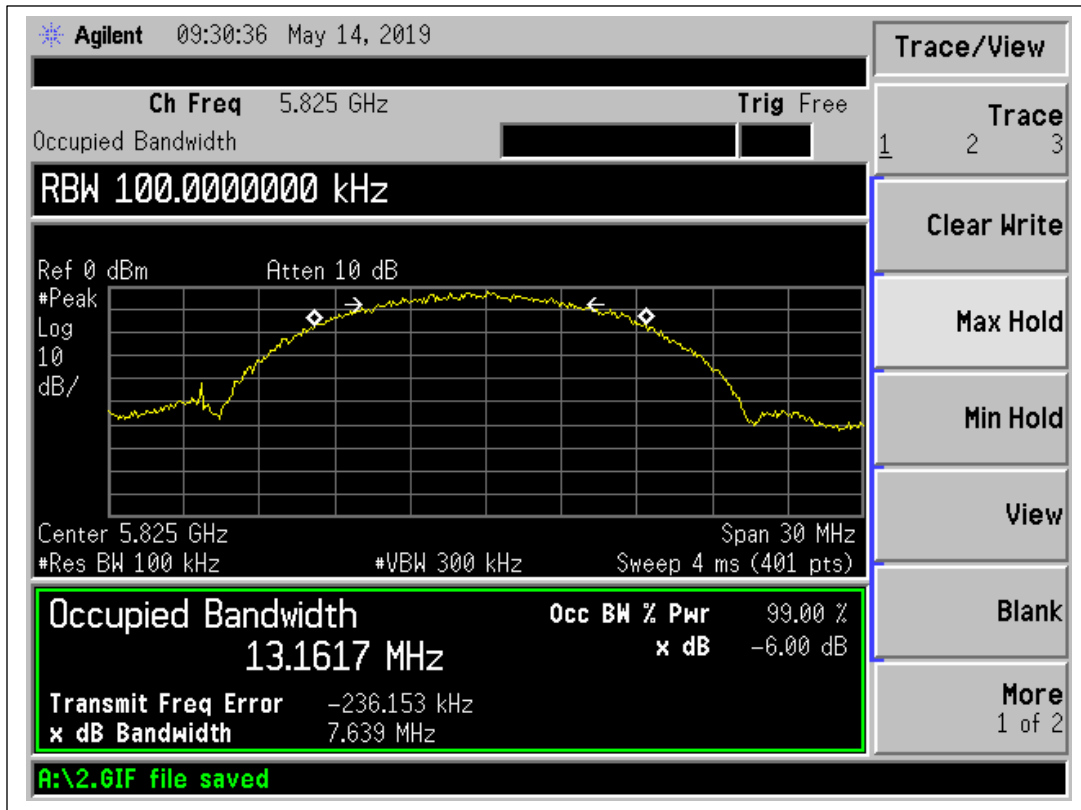 Agilent 09:30:36 May 14, 2019
Ch Freq 5.825 GHz Trig Free
Occupied Bandwidth
RBW 100.0000000 kHz
Ref 0 dBm Atten 10 dB
#Peak
Log
10
dB/
Center 5.825 GHz Span 30 MHz
#Res BW 100 kHz #VBW 300 kHz Sweep 4 ms (401 pts)
Occupied Bandwidth Occ BW % Pwr 99.00 %
13.1617 MHz x dB -6.00 dB
Transmit Freq Error -236.153 kHz
x dB Bandwidth 7.639 MHz
A:\2.GIF file saved
Trace/View
Trace
1 2 3
Clear Write
Max Hold
Min Hold
View
Blank
More
1 of 2